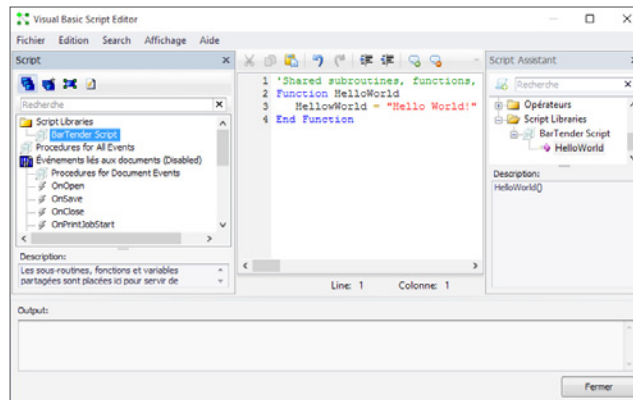 Visual Basic Script Editor
Fichier Edition Search Affichage Aide
Script
Recherche
Script Libraries
BarTender Script
Procedures for All Events
Événements liés aux documents (Disabled)
Procedures for Document Events
OnOpen
OnSave
OnClose
OnPrintJobStart
Description:
Les sous-routines, fonctions et variables
partagées sont placées ici pour servir de
1 'Shared subroutines, functions,
2 Function HelloWorld
3 HellowWorld = "Hello World!"
4 End Function
Line: 1 Colonne: 1
Script Assistant
Recherche
Opérateurs
Script Libraries
BarTender Script
HelloWorld
Description:
HelloWorld()
Output:
Fermer